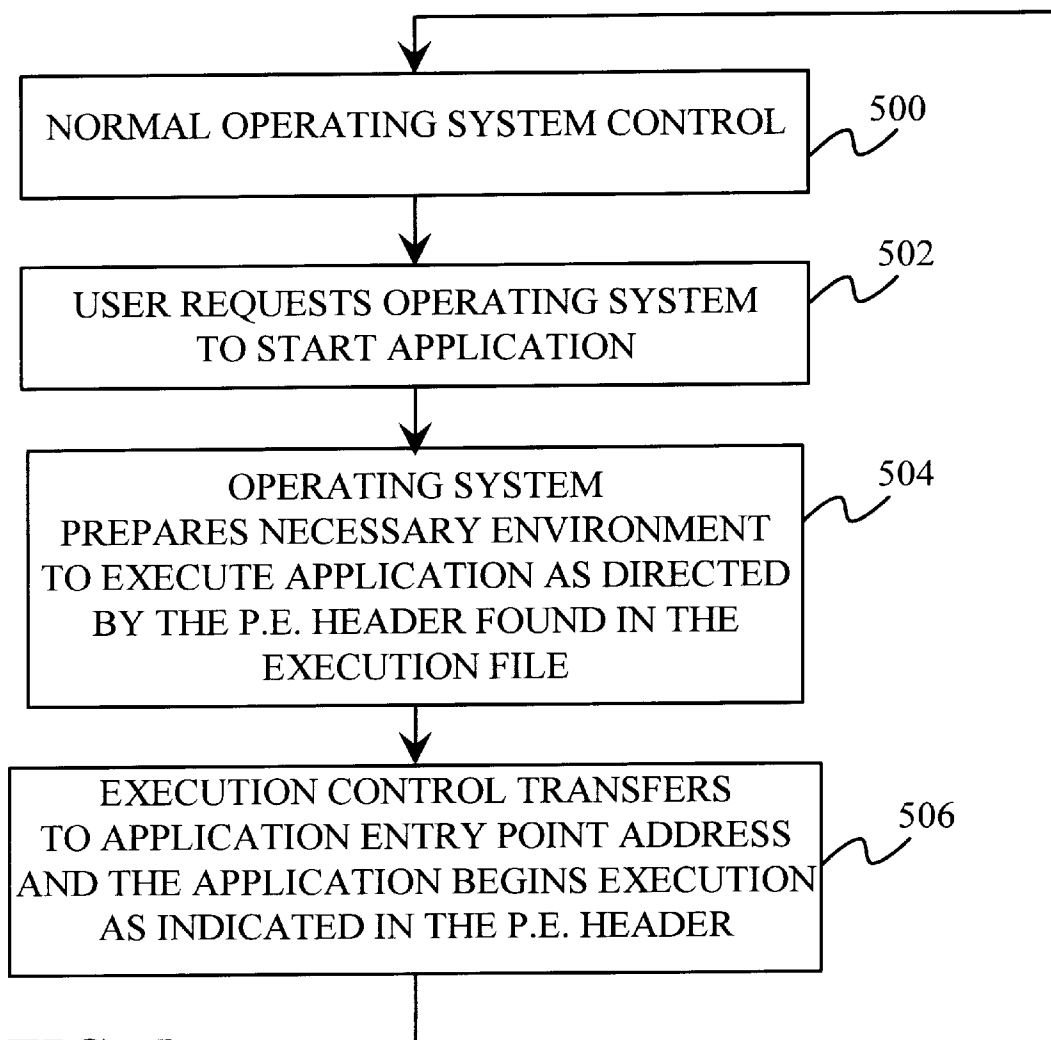 NORMAL OPERATING SYSTEM CONTROL
500
USER REQUESTS OPERATING SYSTEM
TO START APPLICATION
502
OPERATING SYSTEM
PREPARES NECESSARY ENVIRONMENT
TO EXECUTE APPLICATION AS DIRECTED
BY THE P.E. HEADER FOUND IN THE
EXECUTION FILE
504
EXECUTION CONTROL TRANSFERS
TO APPLICATION ENTRY POINT ADDRESS
AND THE APPLICATION BEGINS EXECUTION
AS INDICATED IN THE P.E. HEADER
506